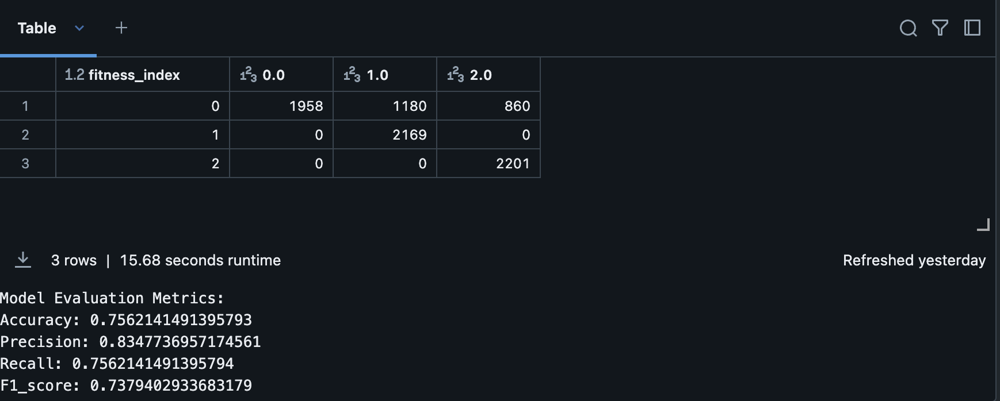 Table
1.2 fitness_index 123 0.0 123 1.0 123 2.0
1 0 1958 1180 860
2 1 0 2169 0
3 2 0 0 2201
3 rows | 15.68 seconds runtime Refreshed yesterday
Model Evaluation Metrics:
Accuracy: 0.7562141491395793
Precision: 0.8347736957174561
Recall: 0.7562141491395794
F1_score: 0.7379402933683179